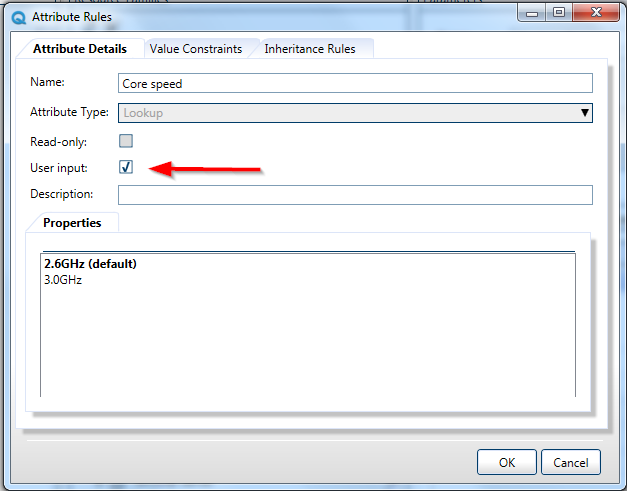 Attribute Rules
Attribute Details Value Constraints Inheritance Rules
Name: Core speed
Attribute Type: Lookup
Read-only:
User input:
Description:
Properties
2.6GHz (default)
3.0GHz
OK Cancel